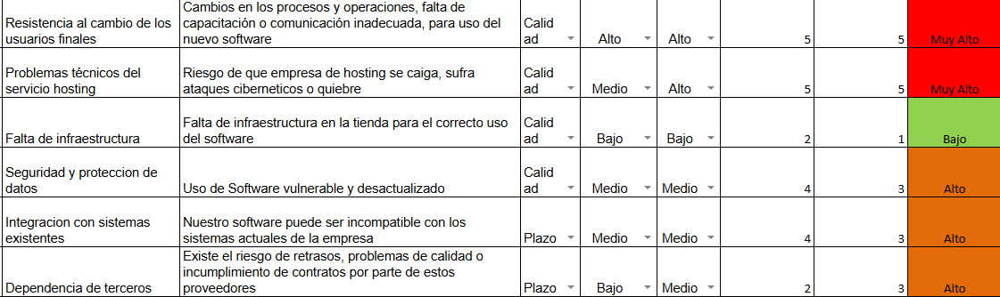 Resistencia al cambio de los
usuarios finales
Cambios en los procesos y operaciones, falta de
capacitación o comunicación inadecuada, para uso del
nuevo software
Calid
ad
Alto
Alto
5
5
Muy Alto
Problemas técnicos del
servicio hosting
Riesgo de que empresa de hosting se caiga, sufra
ataques ciberneticos o quiebre
Calid
ad
Medio
Alto
5
5
Muy Alto
Falta de infraestructura
Falta de infraestructura en la tienda para el correcto uso
del software
Calid
ad
Bajo
Bajo
2
1
Bajo
Seguridad y proteccion de
datos
Uso de Software vulnerable y desactualizado
Calid
ad
Medio
Medio
4
3
Alto
Integracion con sistemas
existentes
Nuestro software puede ser incompatible con los
sistemas actuales de la empresa
Plazo
Medio
Medio
4
3
Alto
Dependencia de terceros
Existe el riesgo de retrasos, problemas de calidad o
incumplimiento de contratos por parte de estos
proveedores
Plazo
Bajo
Medio
2
3
Alto